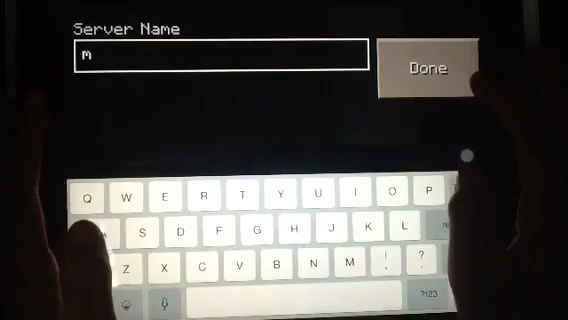 Server Name
M
Done
Q W E R T Y U I O P
S D F G H J K L
Z X C V B N M ! , ? .
?123